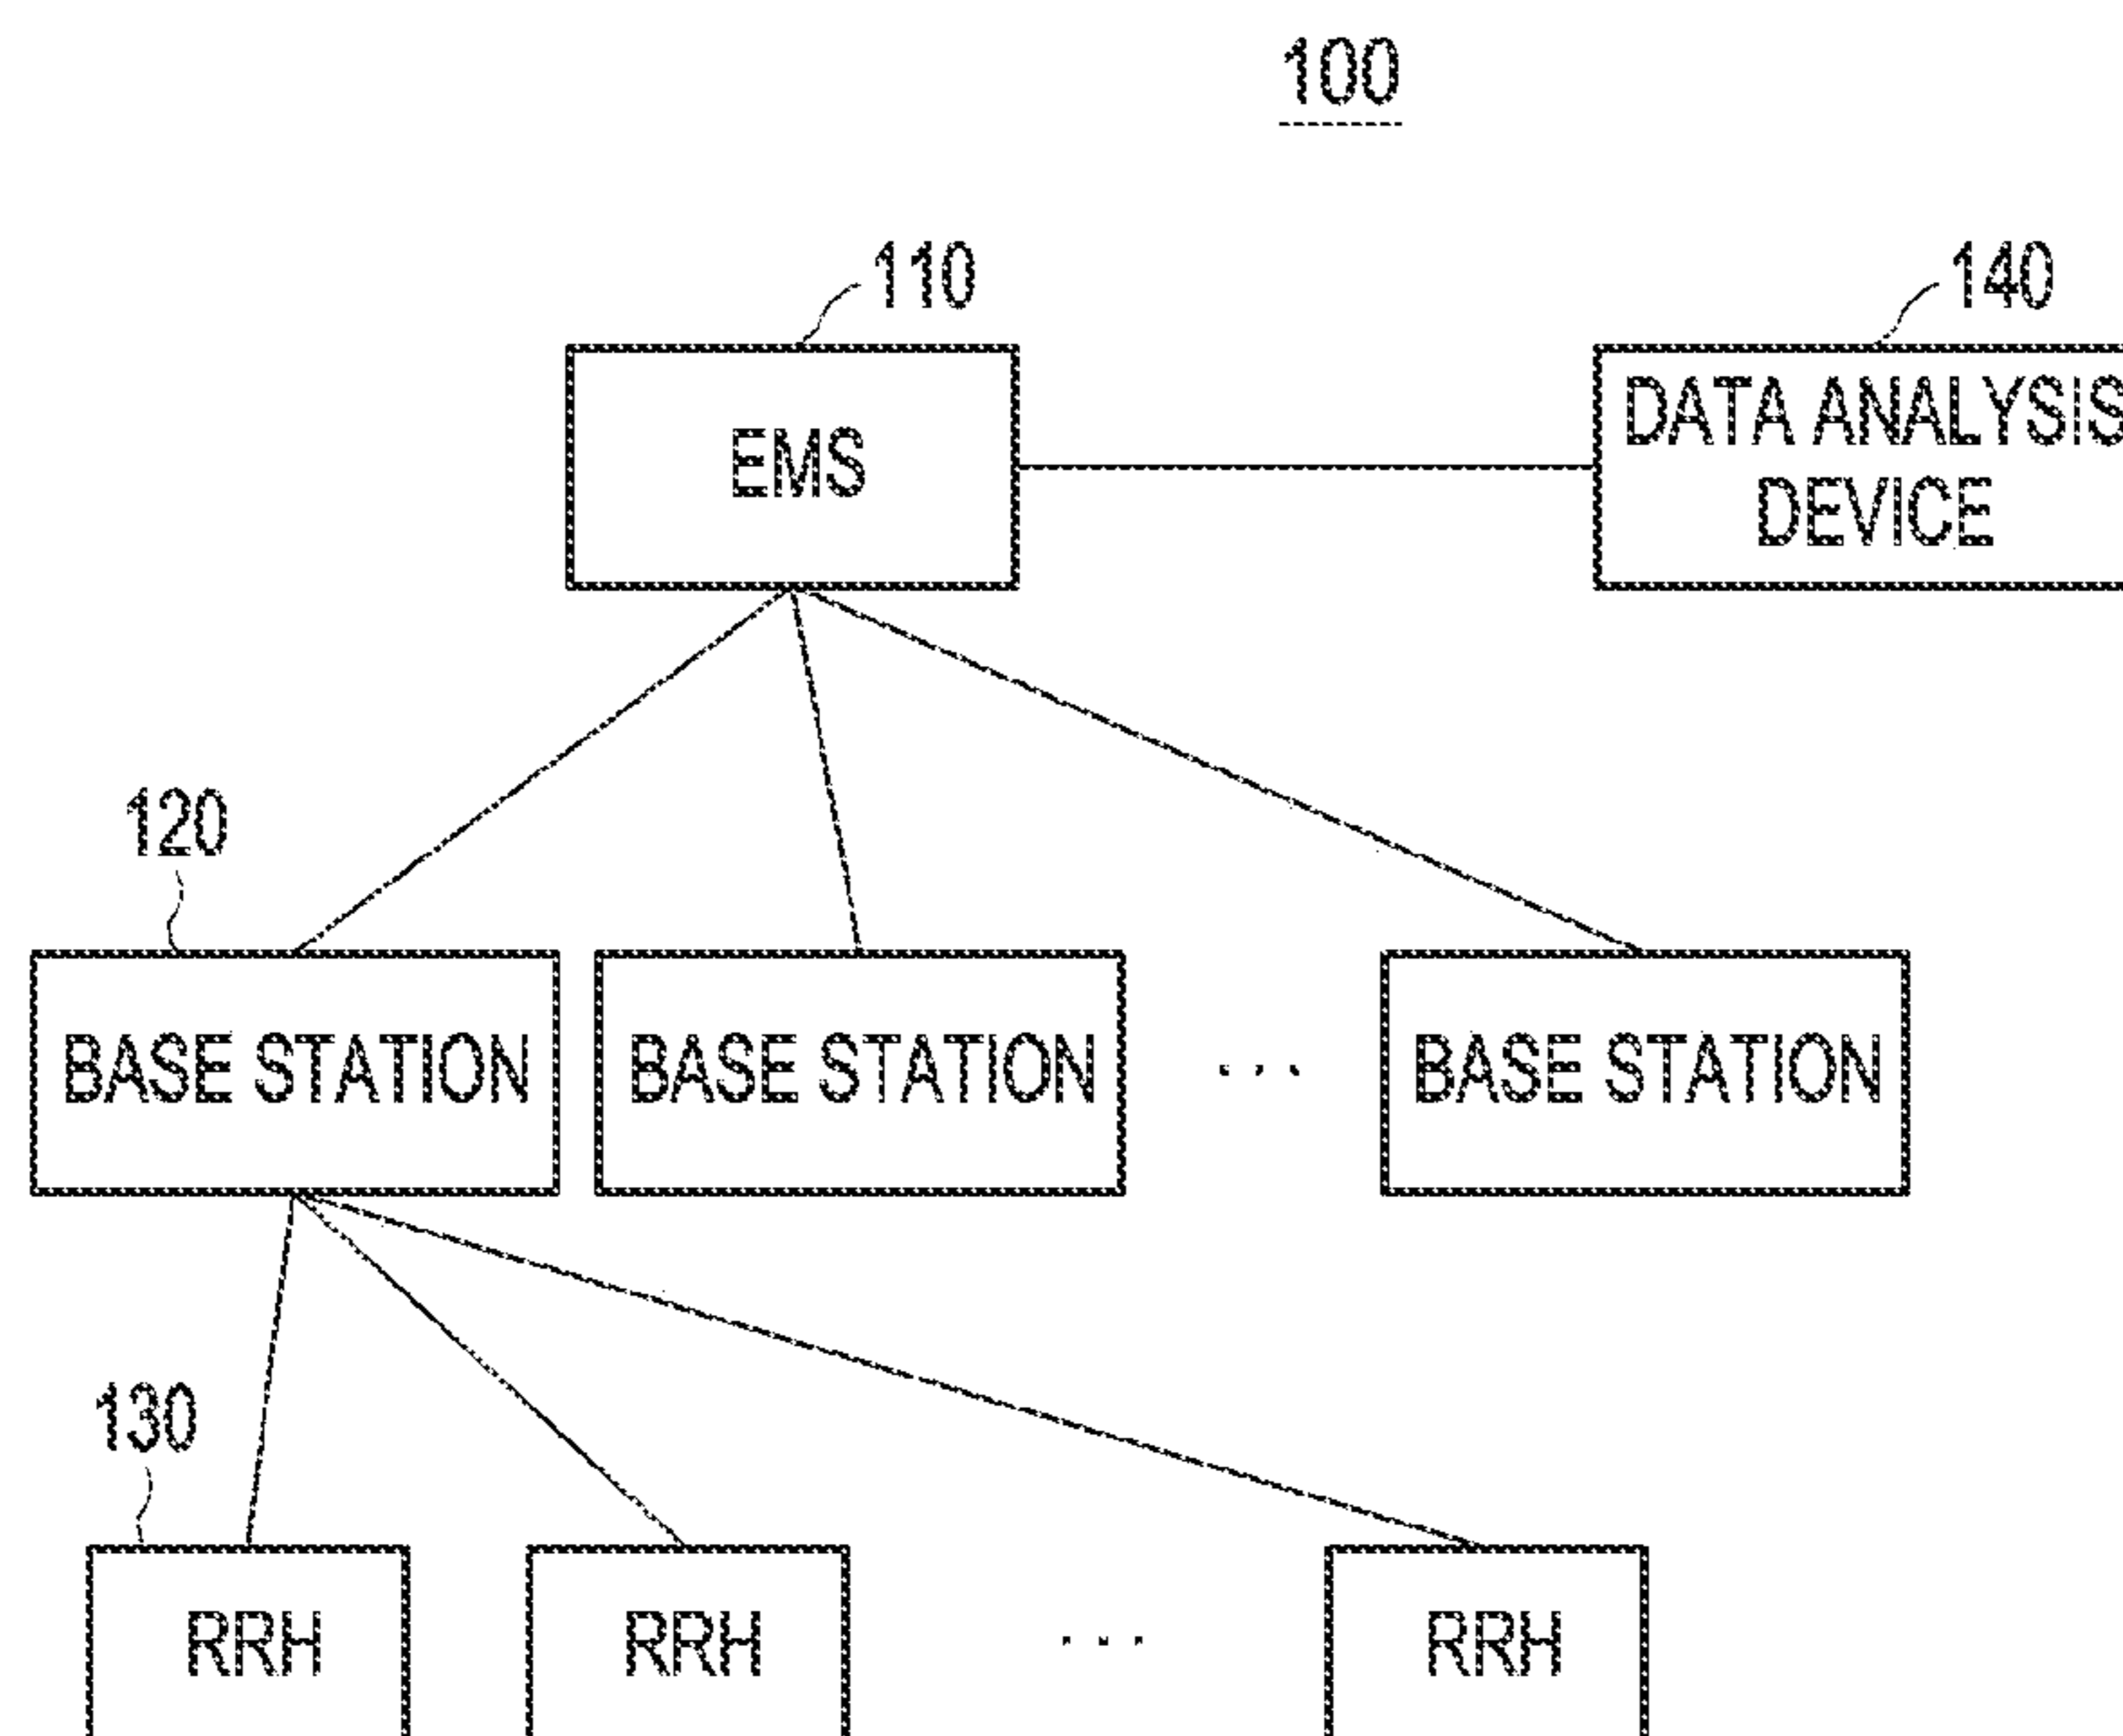 100
110
140
EMS
DATA ANALYSIS
DEVICE
120
BASE STATION
BASE STATION
...
BASE STATION
130
RRH
RRH
...
RRH